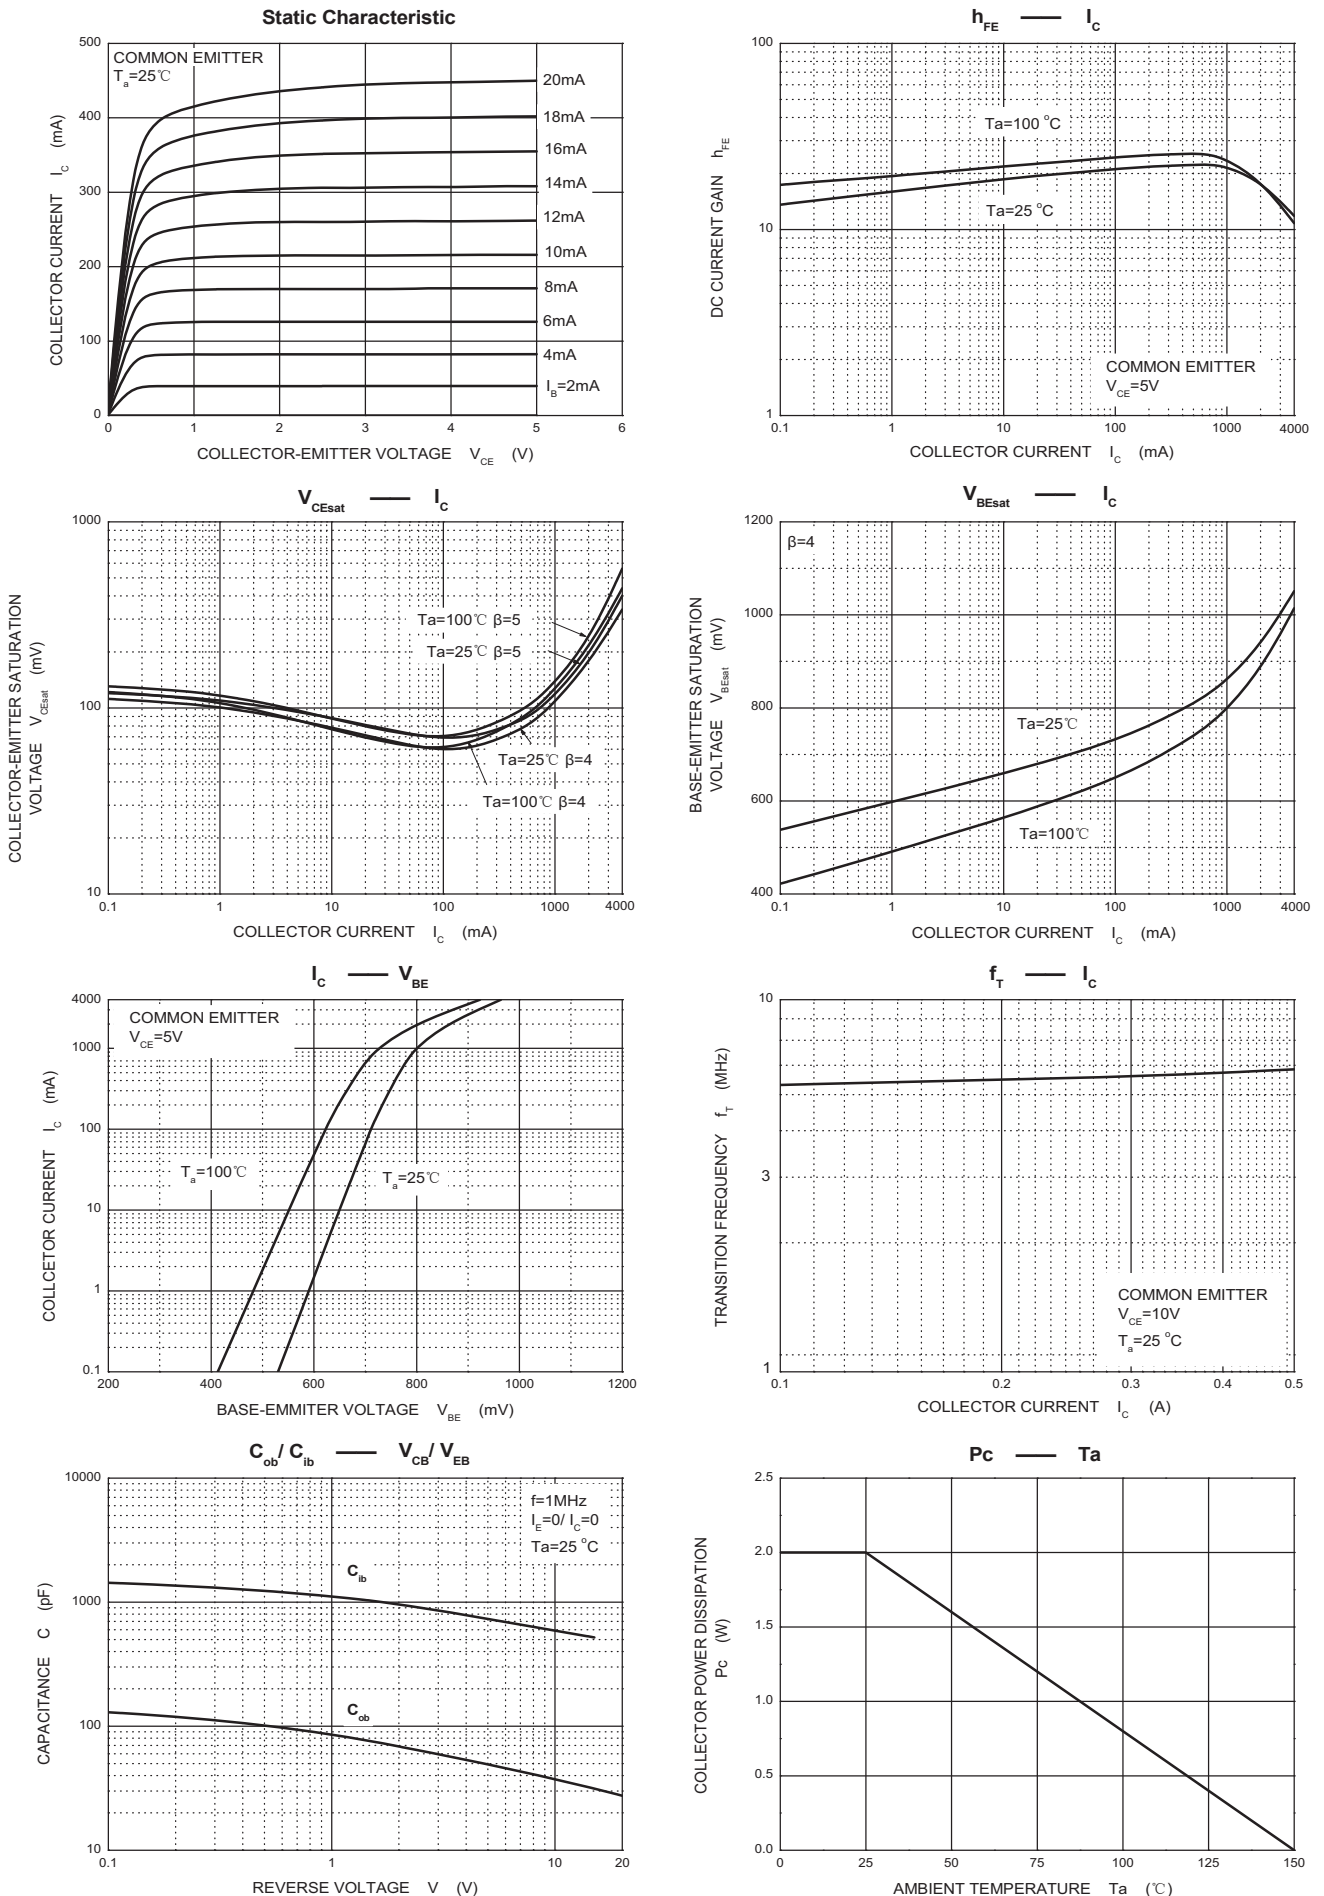 Static Characteristic
COMMON EMITTER
Ta=25℃
500
400
300
200
100
0
20mA
18mA
16mA
14mA
12mA
10mA
8mA
6mA
4mA
IB=2mA
0 1 2 3 4 5 6
COLLECTOR CURRENT IC (mA)
COLLECTOR-EMITTER VOLTAGE VCE (V)
hFE —— IC
100
10
1
Ta=100 °C
Ta=25 °C
COMMON EMITTER
VCE=5V
0.1 1 10 100 1000 4000
DC CURRENT GAIN hFE
COLLECTOR CURRENT IC (mA)
VCEsat —— IC
1000
100
10
Ta=100℃ β=5
Ta=25℃ β=5
Ta=25℃ β=4
Ta=100℃ β=4
0.1 1 10 100 1000 4000
COLLECTOR-EMITTER SATURATION
VOLTAGE VCEsat (mV)
COLLECTOR CURRENT IC (mA)
VBEsat —— IC
β=4
1200
1000
800
600
400
Ta=25℃
Ta=100℃
0.1 1 10 100 1000 4000
BASE-EMITTER SATURATION
VOLTAGE VBEsat (mV)
COLLECTOR CURRENT IC (mA)
IC —— VBE
COMMON EMITTER
VCE=5V
4000
1000
100
10
1
0.1
Ta=100℃
Ta=25℃
200 400 600 800 1000 1200
COLLCETOR CURRENT IC (mA)
BASE-EMMITER VOLTAGE VBE (mV)
fT —— IC
10
3
1
COMMON EMITTER
VCE=10V
Ta=25 °C
0.1 0.2 0.3 0.4 0.5
TRANSITION FREQUENCY fT (MHz)
COLLECTOR CURRENT IC (A)
Cob/ Cib —— VCB/ VEB
10000
1000
100
10
f=1MHz
IE=0/ IC=0
Ta=25 °C
Cib
Cob
0.1 1 10 20
CAPACITANCE C (pF)
REVERSE VOLTAGE V (V)
Pc —— Ta
2.5
2.0
1.5
1.0
0.5
0.0
0 25 50 75 100 125 150
COLLECTOR POWER DISSIPATION
Pc (W)
AMBIENT TEMPERATURE Ta (℃)